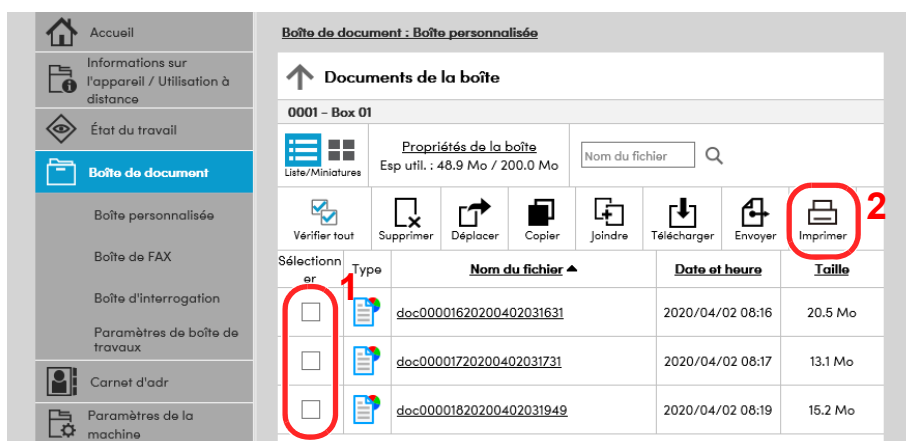 Accueil
Informations sur
l'appareil / Utilisation à
distance
État du travail
Boîte de document
Boîte personnalisée
Boîte de FAX
Boîte d'interrogation
Paramètres de boîte de
travaux
Carnet d'adr
Paramètres de la
machine
Boîte de document : Boîte personnalisée
Documents de la boîte
0001 - Box 01
Liste/Miniatures
Propriétés de la boîte
Esp util. : 48.9 Mo / 200.0 Mo
Nom du fichier
Vérifier tout
Supprimer
Déplacer
Copier
Joindre
Télécharger
Envoyer
Imprimer
2
Sélectionn
er
Type
Nom du fichier
Date et heure
Taille
1
doc00001620200402031631 2020/04/02 08:16 20.5 Mo
doc00001720200402031731 2020/04/02 08:17 13.1 Mo
doc00001820200402031949 2020/04/02 08:19 15.2 Mo